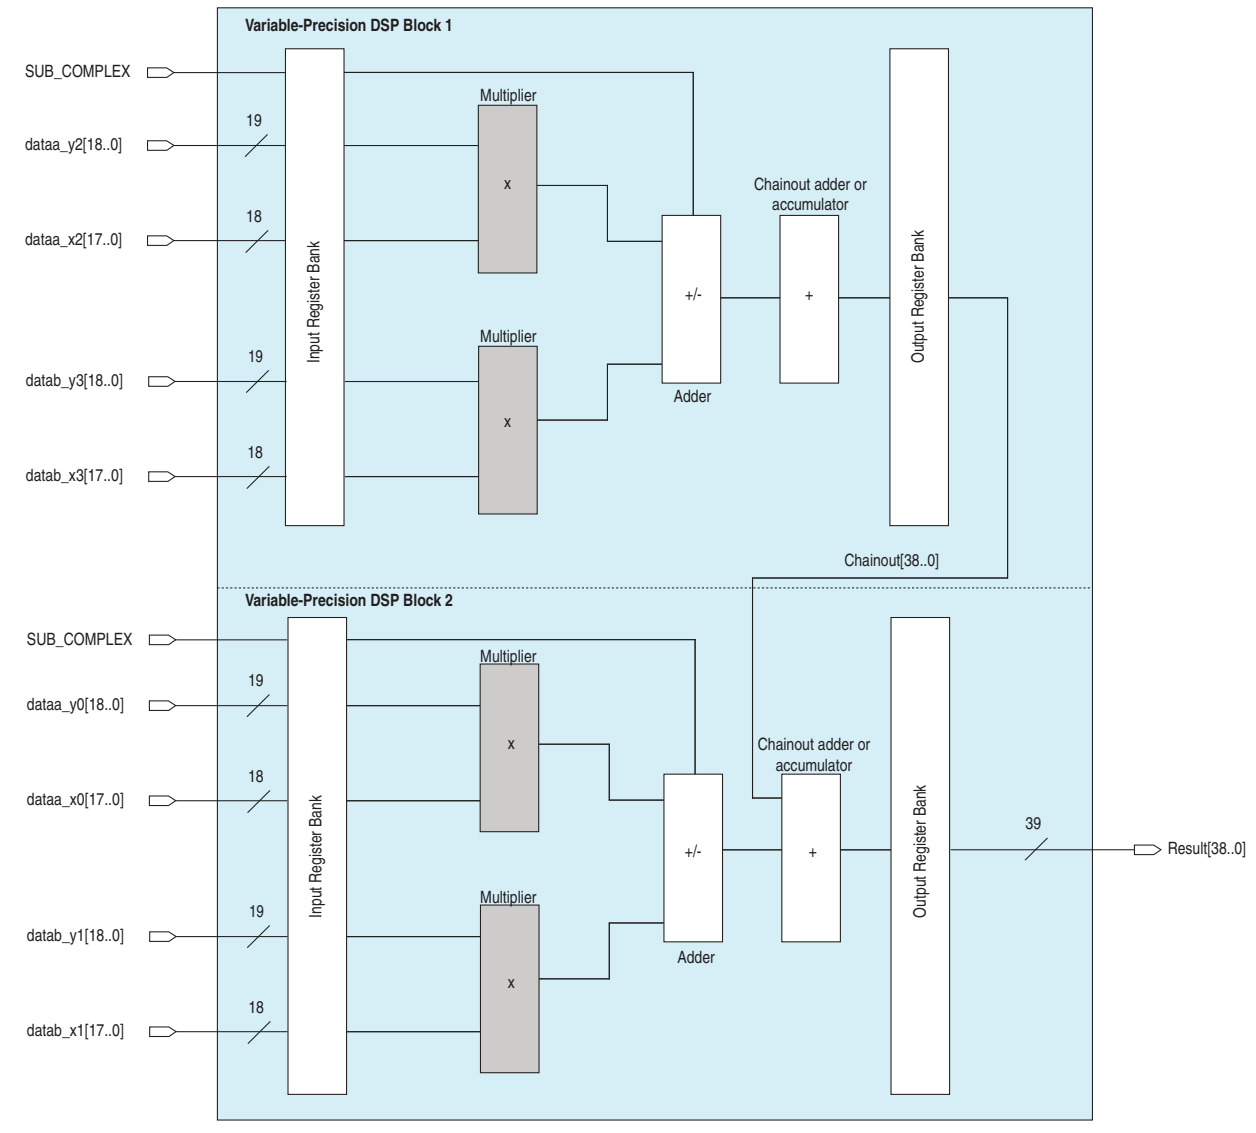 Variable-Precision DSP Block 1
SUB_COMPLEX
Multiplier
19
dataa_y2[18..0]
x
Chainout adder or
accumulator
18
dataa_x2[17..0]
Input Register Bank
+/-
+
Output Register Bank
Multiplier
19
datab_y3[18..0]
Adder
x
18
datab_x3[17..0]
Chainout[38..0]
Variable-Precision DSP Block 2
SUB_COMPLEX
Multiplier
19
dataa_y0[18..0]
x
Chainout adder or
accumulator
18
dataa_x0[17..0]
Input Register Bank
+/-
+
Output Register Bank
39
Result[38..0]
Multiplier
19
datab_y1[18..0]
Adder
x
18
datab_x1[17..0]